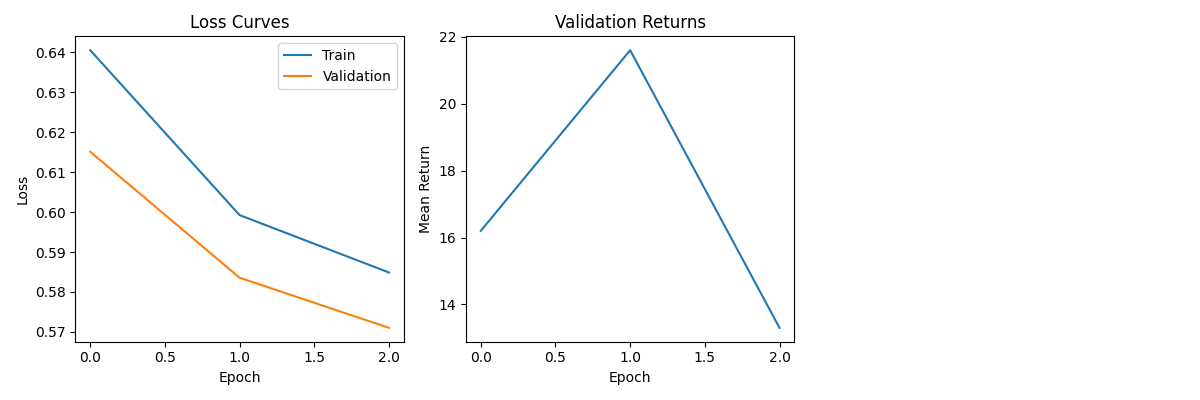 Loss Curves
0.64
0.63
0.62
0.61
0.60
0.59
0.58
0.57
Loss
Train
Validation
0.0 0.5 1.0 1.5 2.0
Epoch
Validation Returns
22
20
18
16
14
Mean Return
0.0 0.5 1.0 1.5 2.0
Epoch